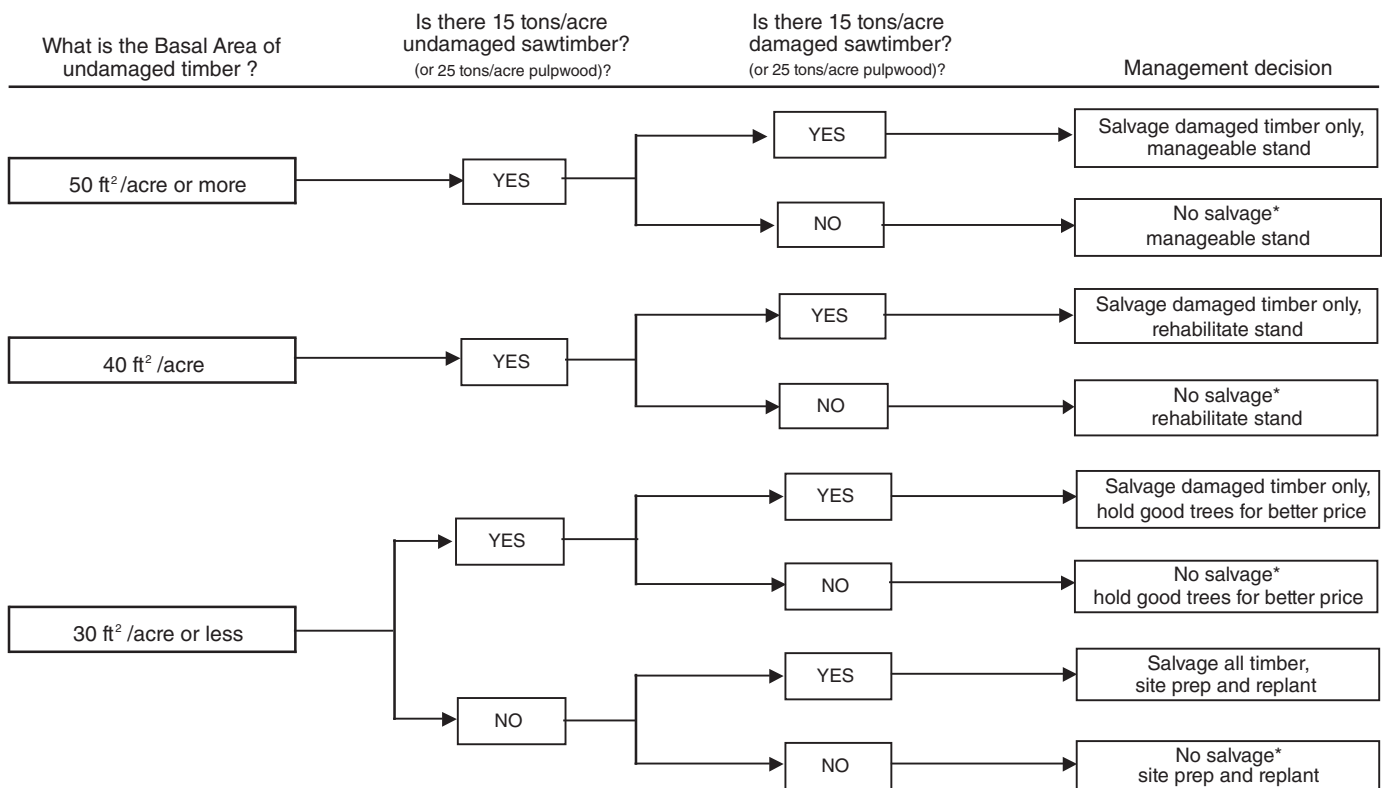 What is the Basal Area of
undamaged timber ?
Is there 15 tons/acre
undamaged sawtimber?
(or 25 tons/acre pulpwood)?
Is there 15 tons/acre
damaged sawtimber?
(or 25 tons/acre pulpwood)?
Management decision
50 ft² /acre or more
YES
YES
Salvage damaged timber only,
manageable stand
NO
No salvage*
manageable stand
40 ft² /acre
YES
YES
Salvage damaged timber only,
rehabilitate stand
NO
No salvage*
rehabilitate stand
30 ft² /acre or less
YES
YES
Salvage damaged timber only,
hold good trees for better price
NO
No salvage*
hold good trees for better price
NO
YES
Salvage all timber,
site prep and replant
NO
No salvage*
site prep and replant